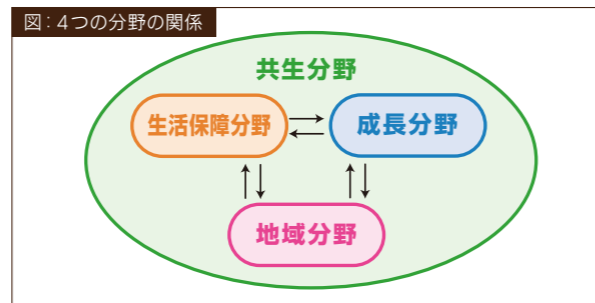 図：4つの分野の関係
共生分野
生活保障分野
成長分野
地域分野